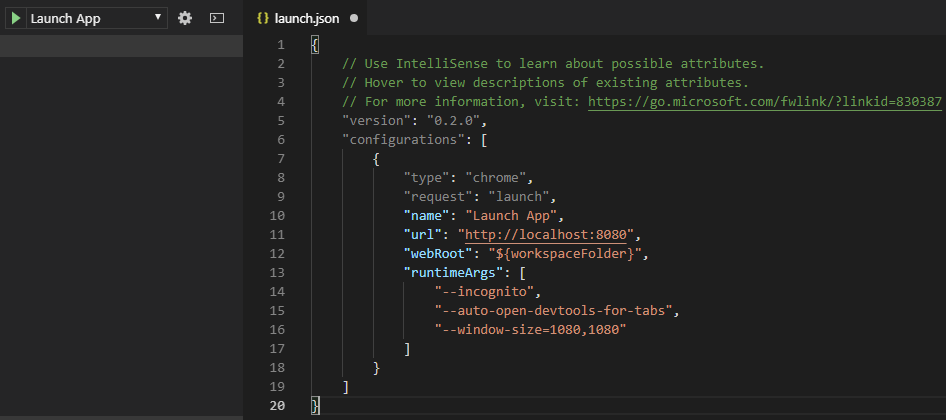 Launch App
{} launch.json
1 {
2 // Use IntelliSense to learn about possible attributes.
3 // Hover to view descriptions of existing attributes.
4 // For more information, visit: https://go.microsoft.com/fwlink/?linkid=830387
5 "version": "0.2.0",
6 "configurations": [
7 {
8 "type": "chrome",
9 "request": "launch",
10 "name": "Launch App",
11 "url": "http://localhost:8080",
12 "webRoot": "${workspaceFolder}",
13 "runtimeArgs": [
14 "--incognito",
15 "--auto-open-devtools-for-tabs",
16 "--window-size=1080,1080"
17 ]
18 }
19 ]
20 }